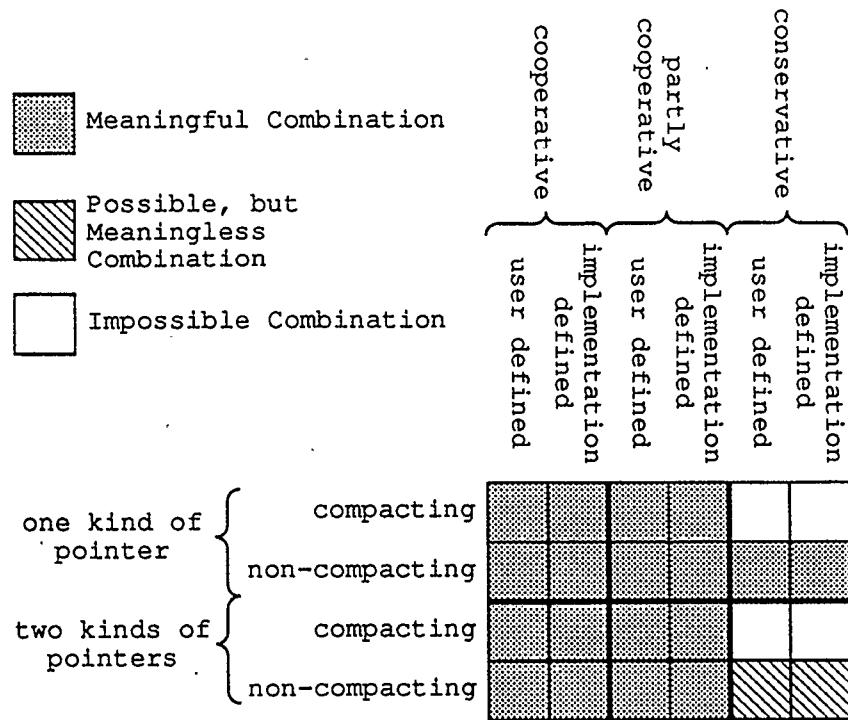 Meaningful Combination
Possible, but
Meaningless
Combination
Impossible Combination
cooperative
partly
cooperative
conservative
user defined
implementation
defined
user defined
implementation
defined
user defined
implementation
defined
one kind of
pointer
compacting
non-compacting
two kinds of
pointers
compacting
non-compacting